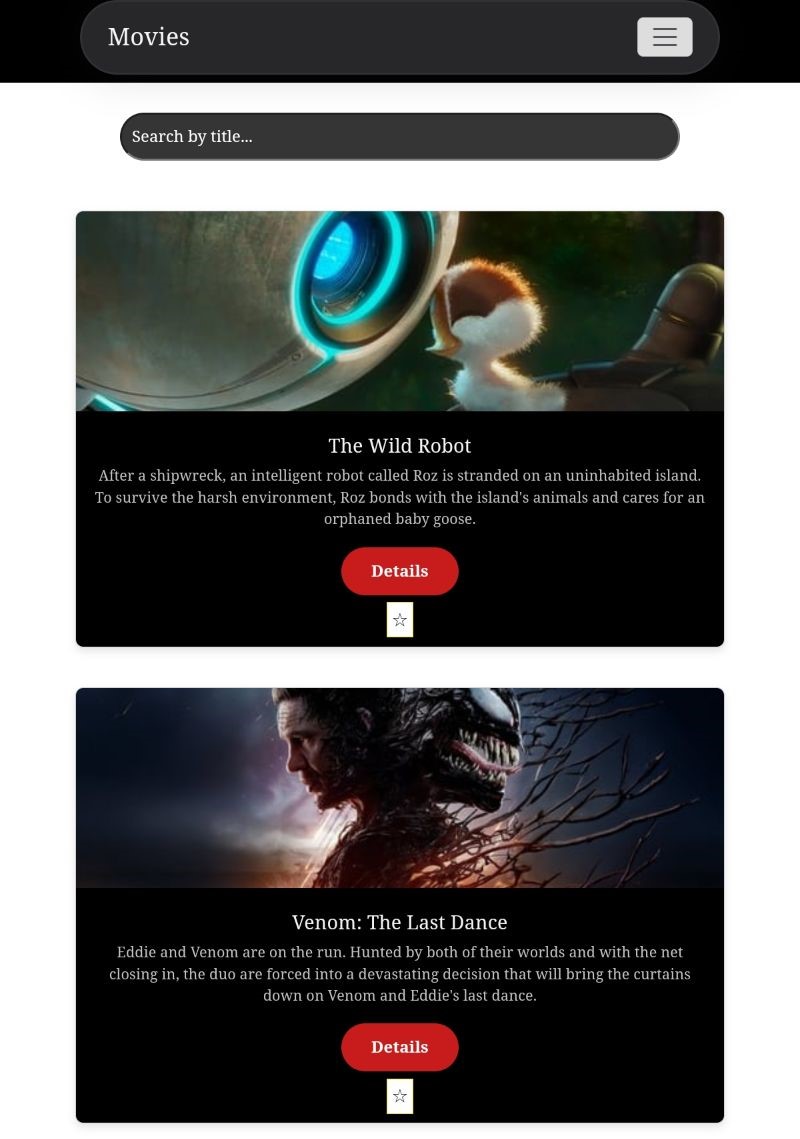 Movies
Search by title...
The Wild Robot
After a shipwreck, an intelligent robot called Roz is stranded on an uninhabited island.
To survive the harsh environment, Roz bonds with the island's animals and cares for an
orphaned baby goose.
Details
☆
Venom: The Last Dance
Eddie and Venom are on the run. Hunted by both of their worlds and with the net
closing in, the duo are forced into a devastating decision that will bring the curtains
down on Venom and Eddie's last dance.
Details
☆